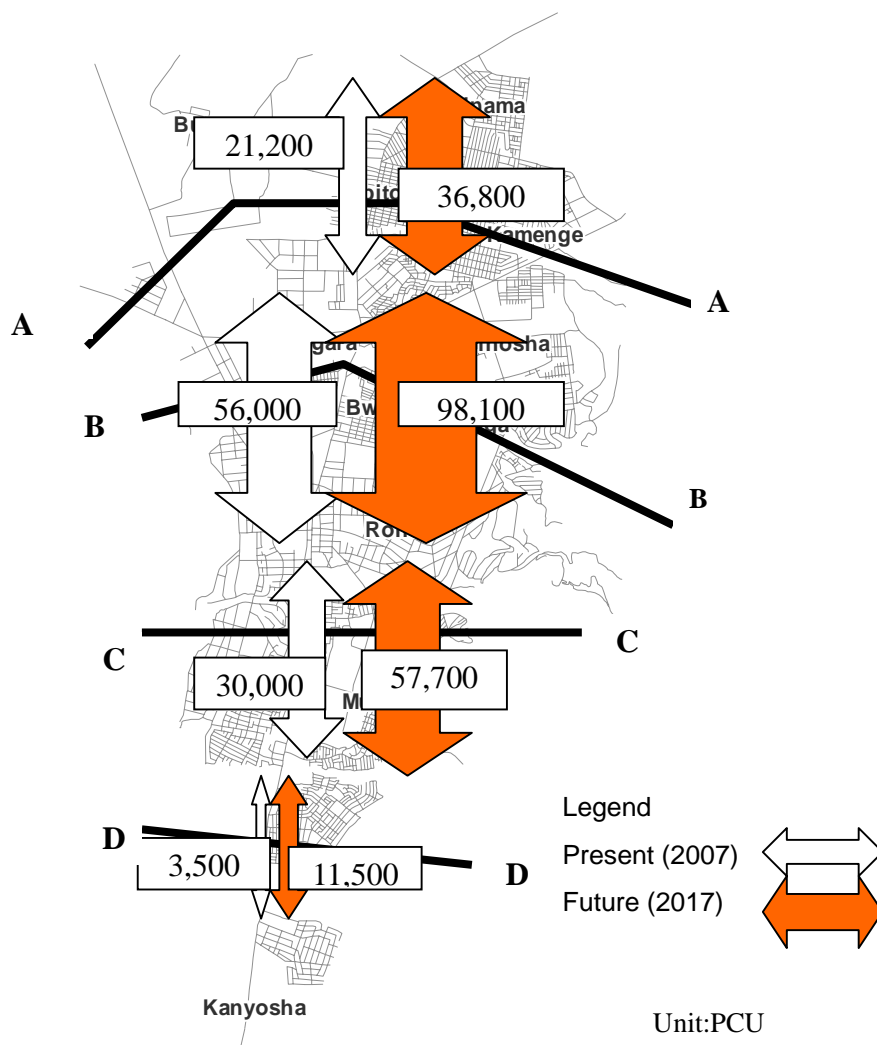 21,200
36,800
Kamenge
A
A
56,000
98,100
B
B
C
C
30,000
57,700
D
3,500
11,500
D
Legend
Present (2007)
Future (2017)
Kanyosha
Unit:PCU